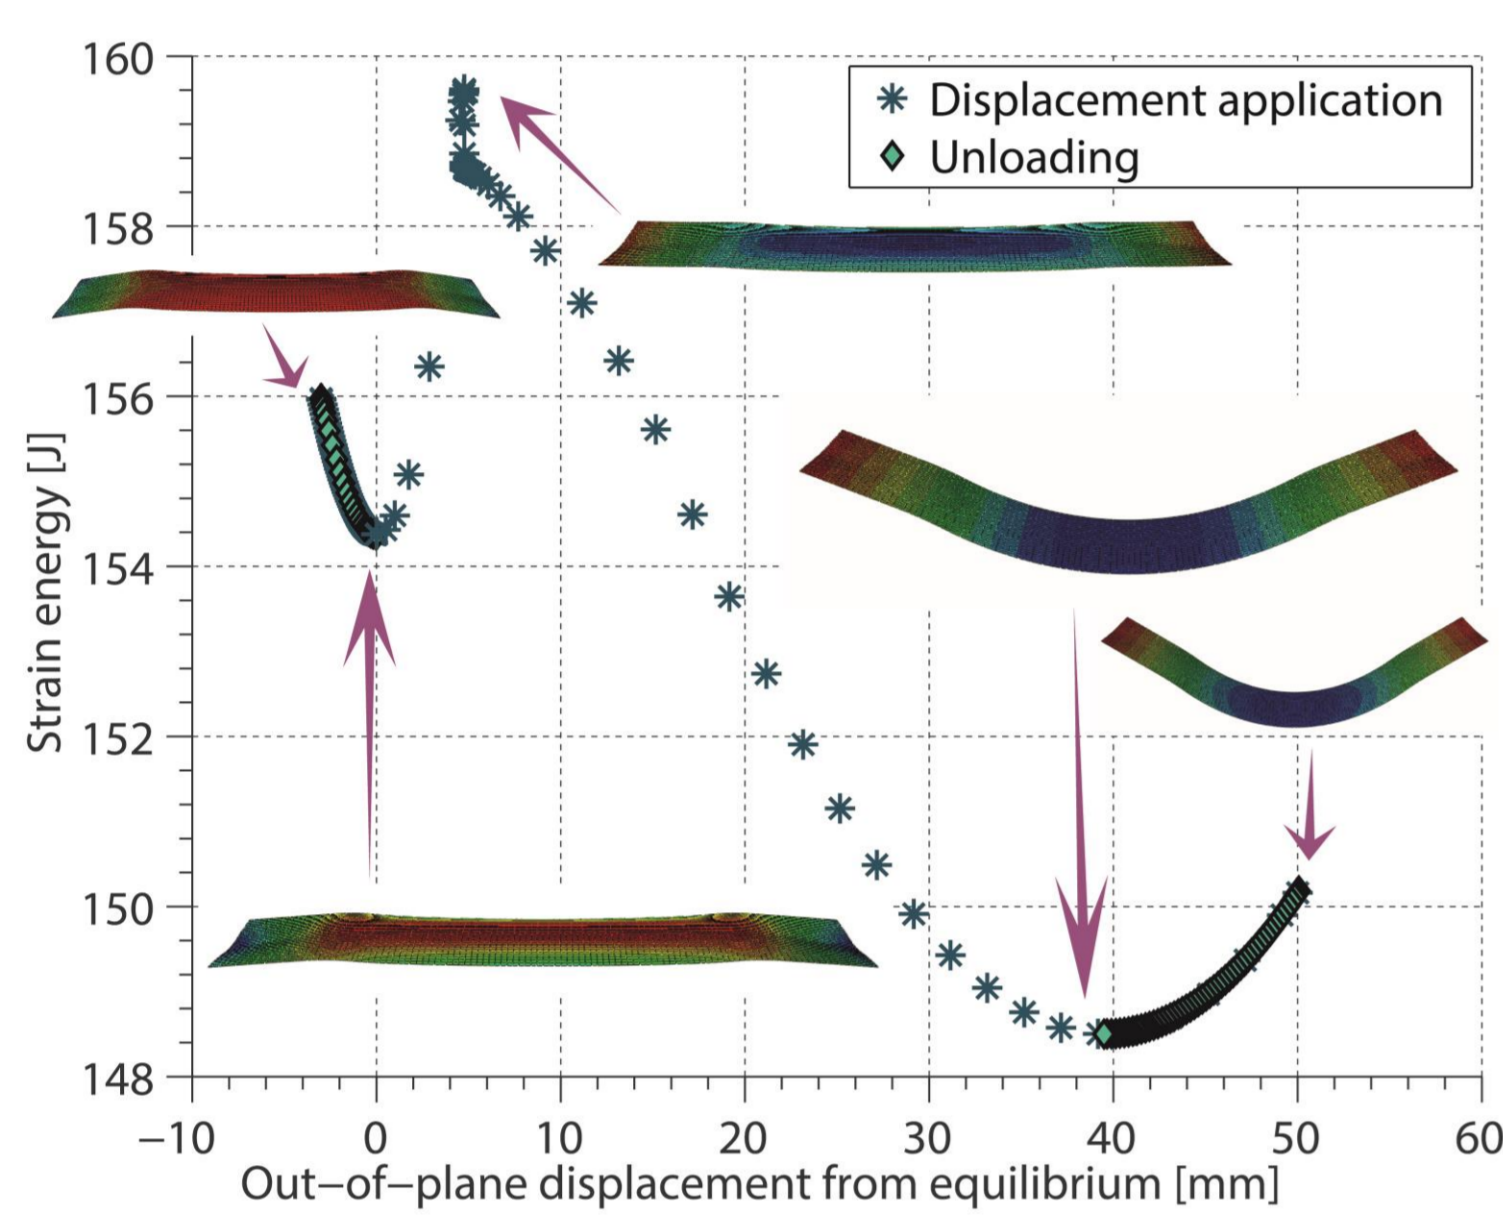 160
158
156
154
152
150
148
Strain energy [J]
Displacement application
Unloading
−10 0 10 20 30 40 50 60
Out−of−plane displacement from equilibrium [mm]